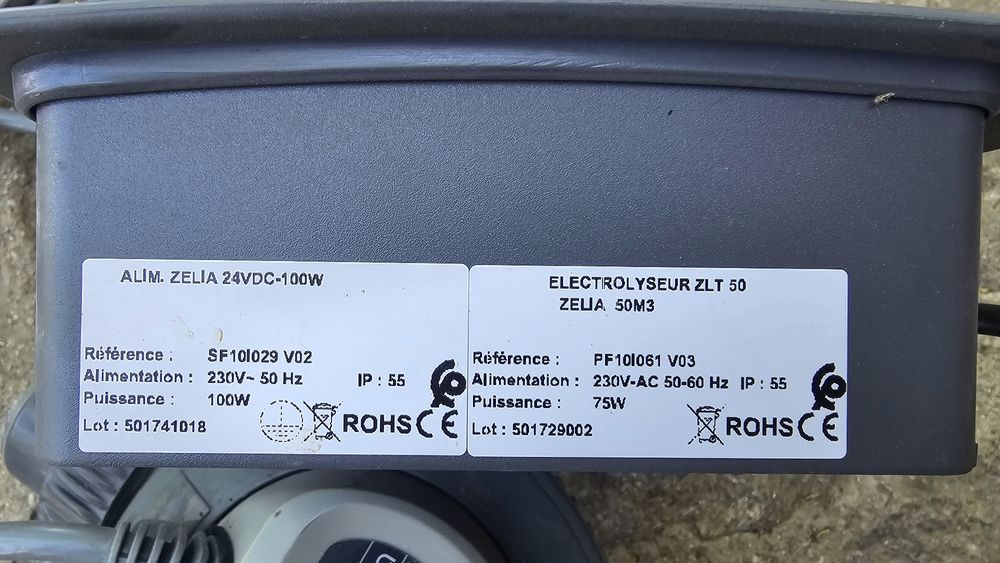 ALIM. ZELIA 24VDC-100W
Référence : SF10I029 V02
Alimentation : 230V~ 50 Hz IP : 55
Puissance : 100W
Lot : 501741018
ROHS CE
ELECTROLYSEUR ZLT 50
ZELIA 50M3
Référence : PF10I061 V03
Alimentation : 230V-AC 50-60 Hz IP : 55
Puissance : 75W
Lot : 501729002
ROHS CE